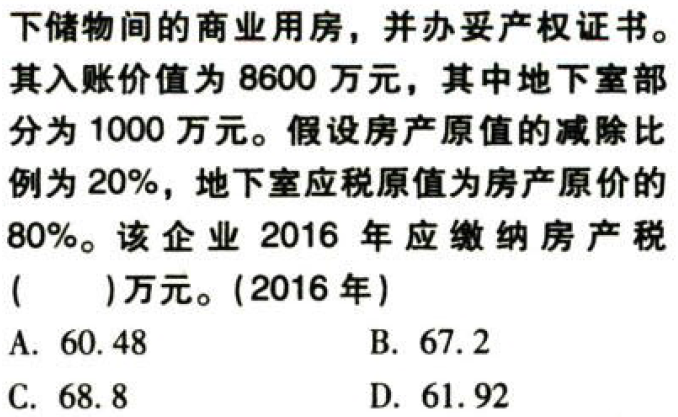 下储物间的商业用房，并办妥产权证书。
其入账价值为 8600 万元，其中地下室部
分为 1000 万元。假设房产原值的减除比
例为 20%，地下室应税原值为房产原价的
80%。该企业 2016 年应缴纳房产税
(　　)万元。(2016 年)
A. 60.48　　B. 67.2
C. 68.8　　D. 61.92